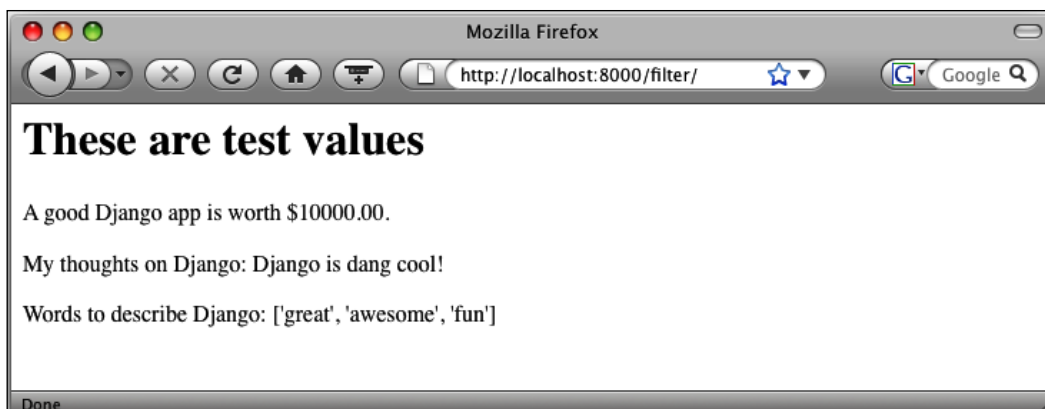 Mozilla Firefox
http://localhost:8000/filter/
G Google
These are test values
A good Django app is worth $10000.00.
My thoughts on Django: Django is dang cool!
Words to describe Django: ['great', 'awesome', 'fun']
Done